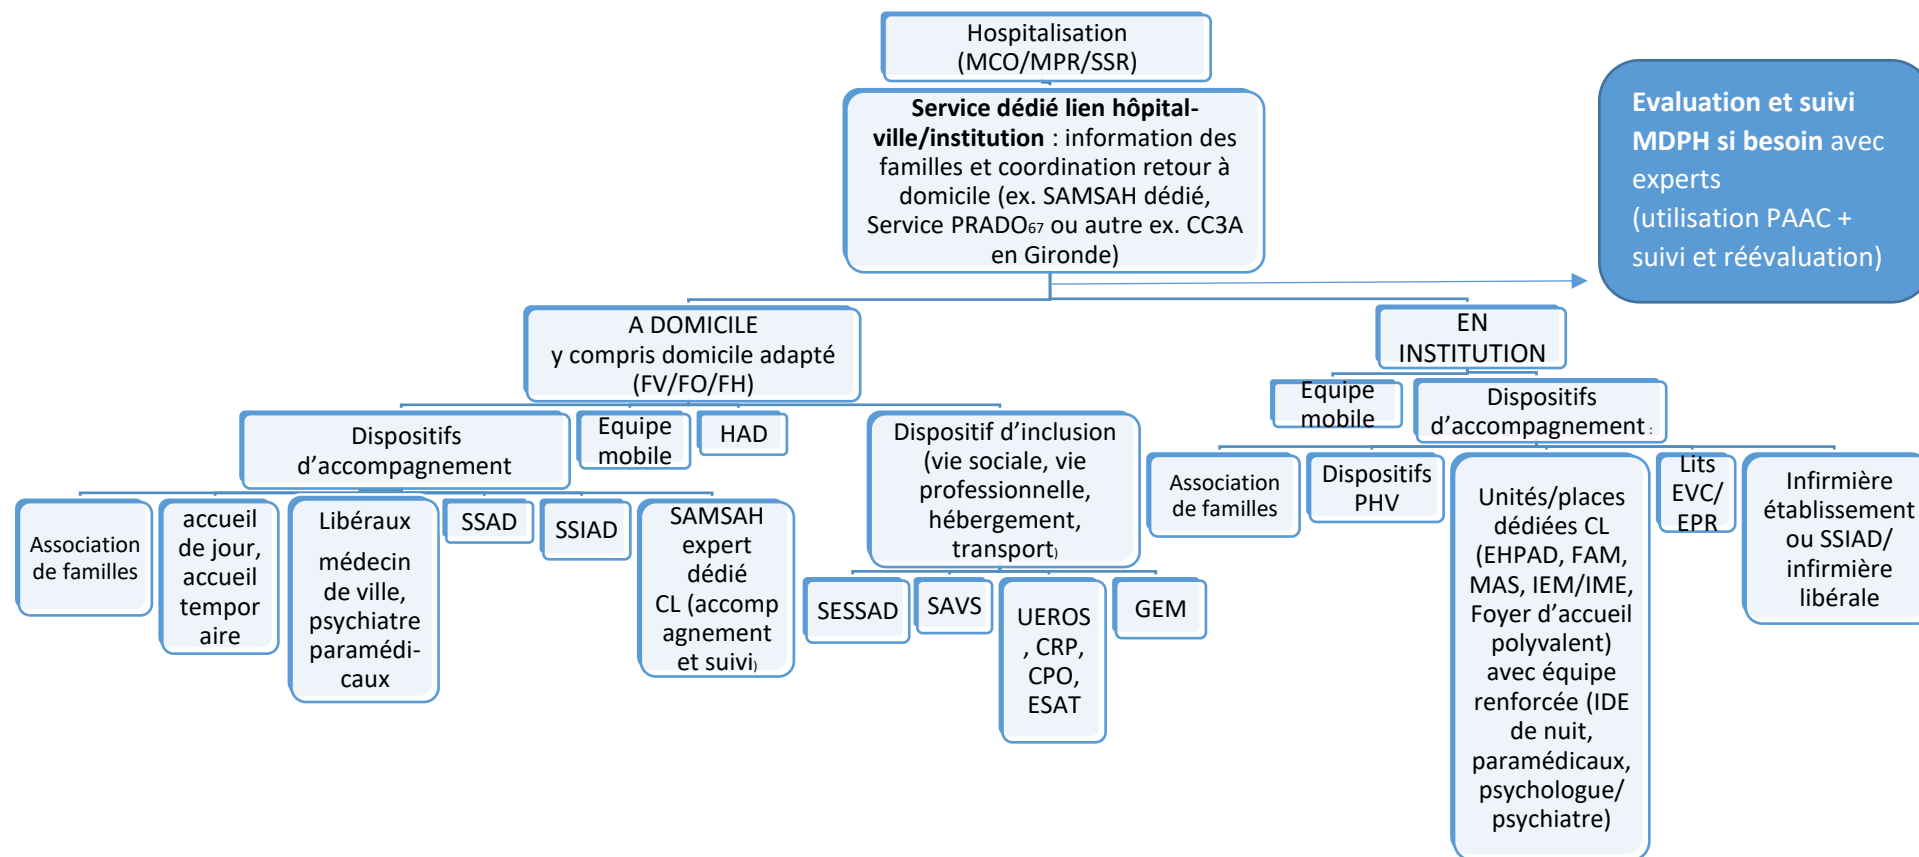 Hospitalisation
(MCO/MPR/SSR)
Service dédié lien hôpital-
ville/institution : information des
familles et coordination retour à
domicile (ex. SAMSAH dédié,
Service PRADO67 ou autre ex. CC3A
en Gironde)
Evaluation et suivi
MDPH si besoin avec
experts
(utilisation PAAC +
suivi et réévaluation)
A DOMICILE
y compris domicile adapté
(FV/FO/FH)
EN
INSTITUTION
Dispositifs
d’accompagnement
Equipe
mobile
HAD
Dispositif d’inclusion
(vie sociale, vie
professionnelle,
hébergement,
transport)
Equipe
mobile
Dispositifs
d’accompagnement :
Association
de familles
accueil
de jour,
accueil
tempor
aire
Libéraux
médecin
de ville,
psychiatre
paramédi-
caux
SSAD
SSIAD
SAMSAH
expert
dédié
CL (accomp
agnement
et suivi)
SESSAD
SAVS
UEROS
, CRP,
CPO,
ESAT
GEM
Association
de familles
Dispositifs
PHV
Unités/places
dédiées CL
(EHPAD, FAM,
MAS, IEM/IME,
Foyer d’accueil
polyvalent)
avec équipe
renforcée (IDE
de nuit,
paramédicaux,
psychologue/
psychiatre)
Lits
EVC/
EPR
Infirmière
établissement
ou SSIAD/
infirmière
libérale